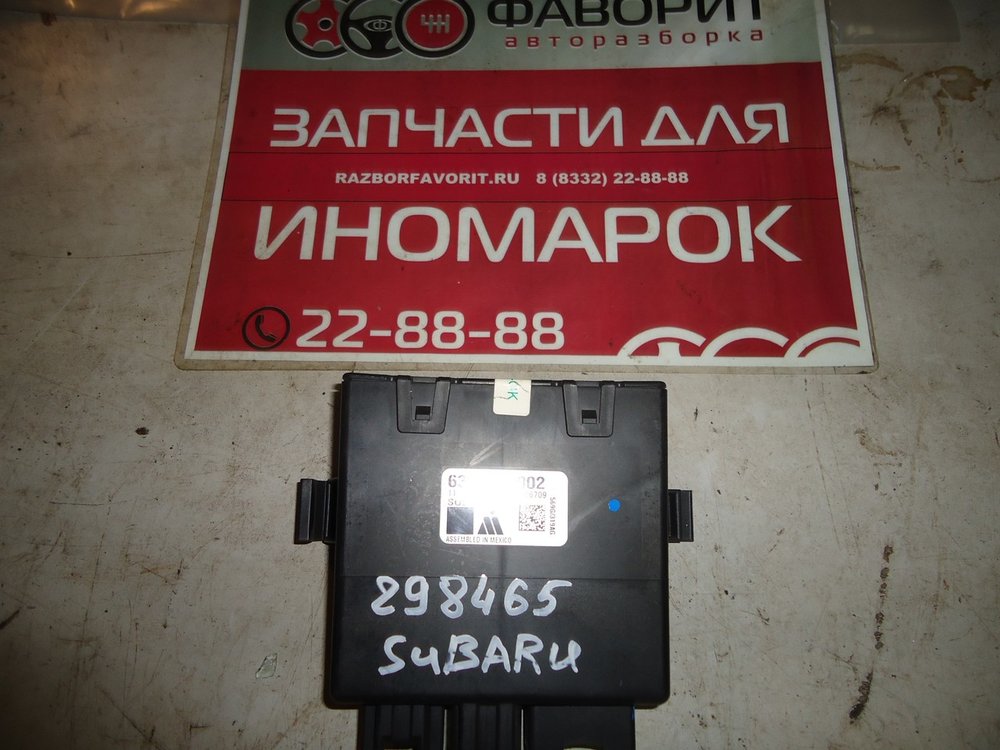 ФАВОРИТ
авторазборка
ЗАПЧАСТИ ДЛЯ
RAZBORFAVORIT.RU 8 (8332) 22-88-88
ИНОМАРОК
22-88-88
ASSEMBLED IN MEXICO
898465
SUBARU